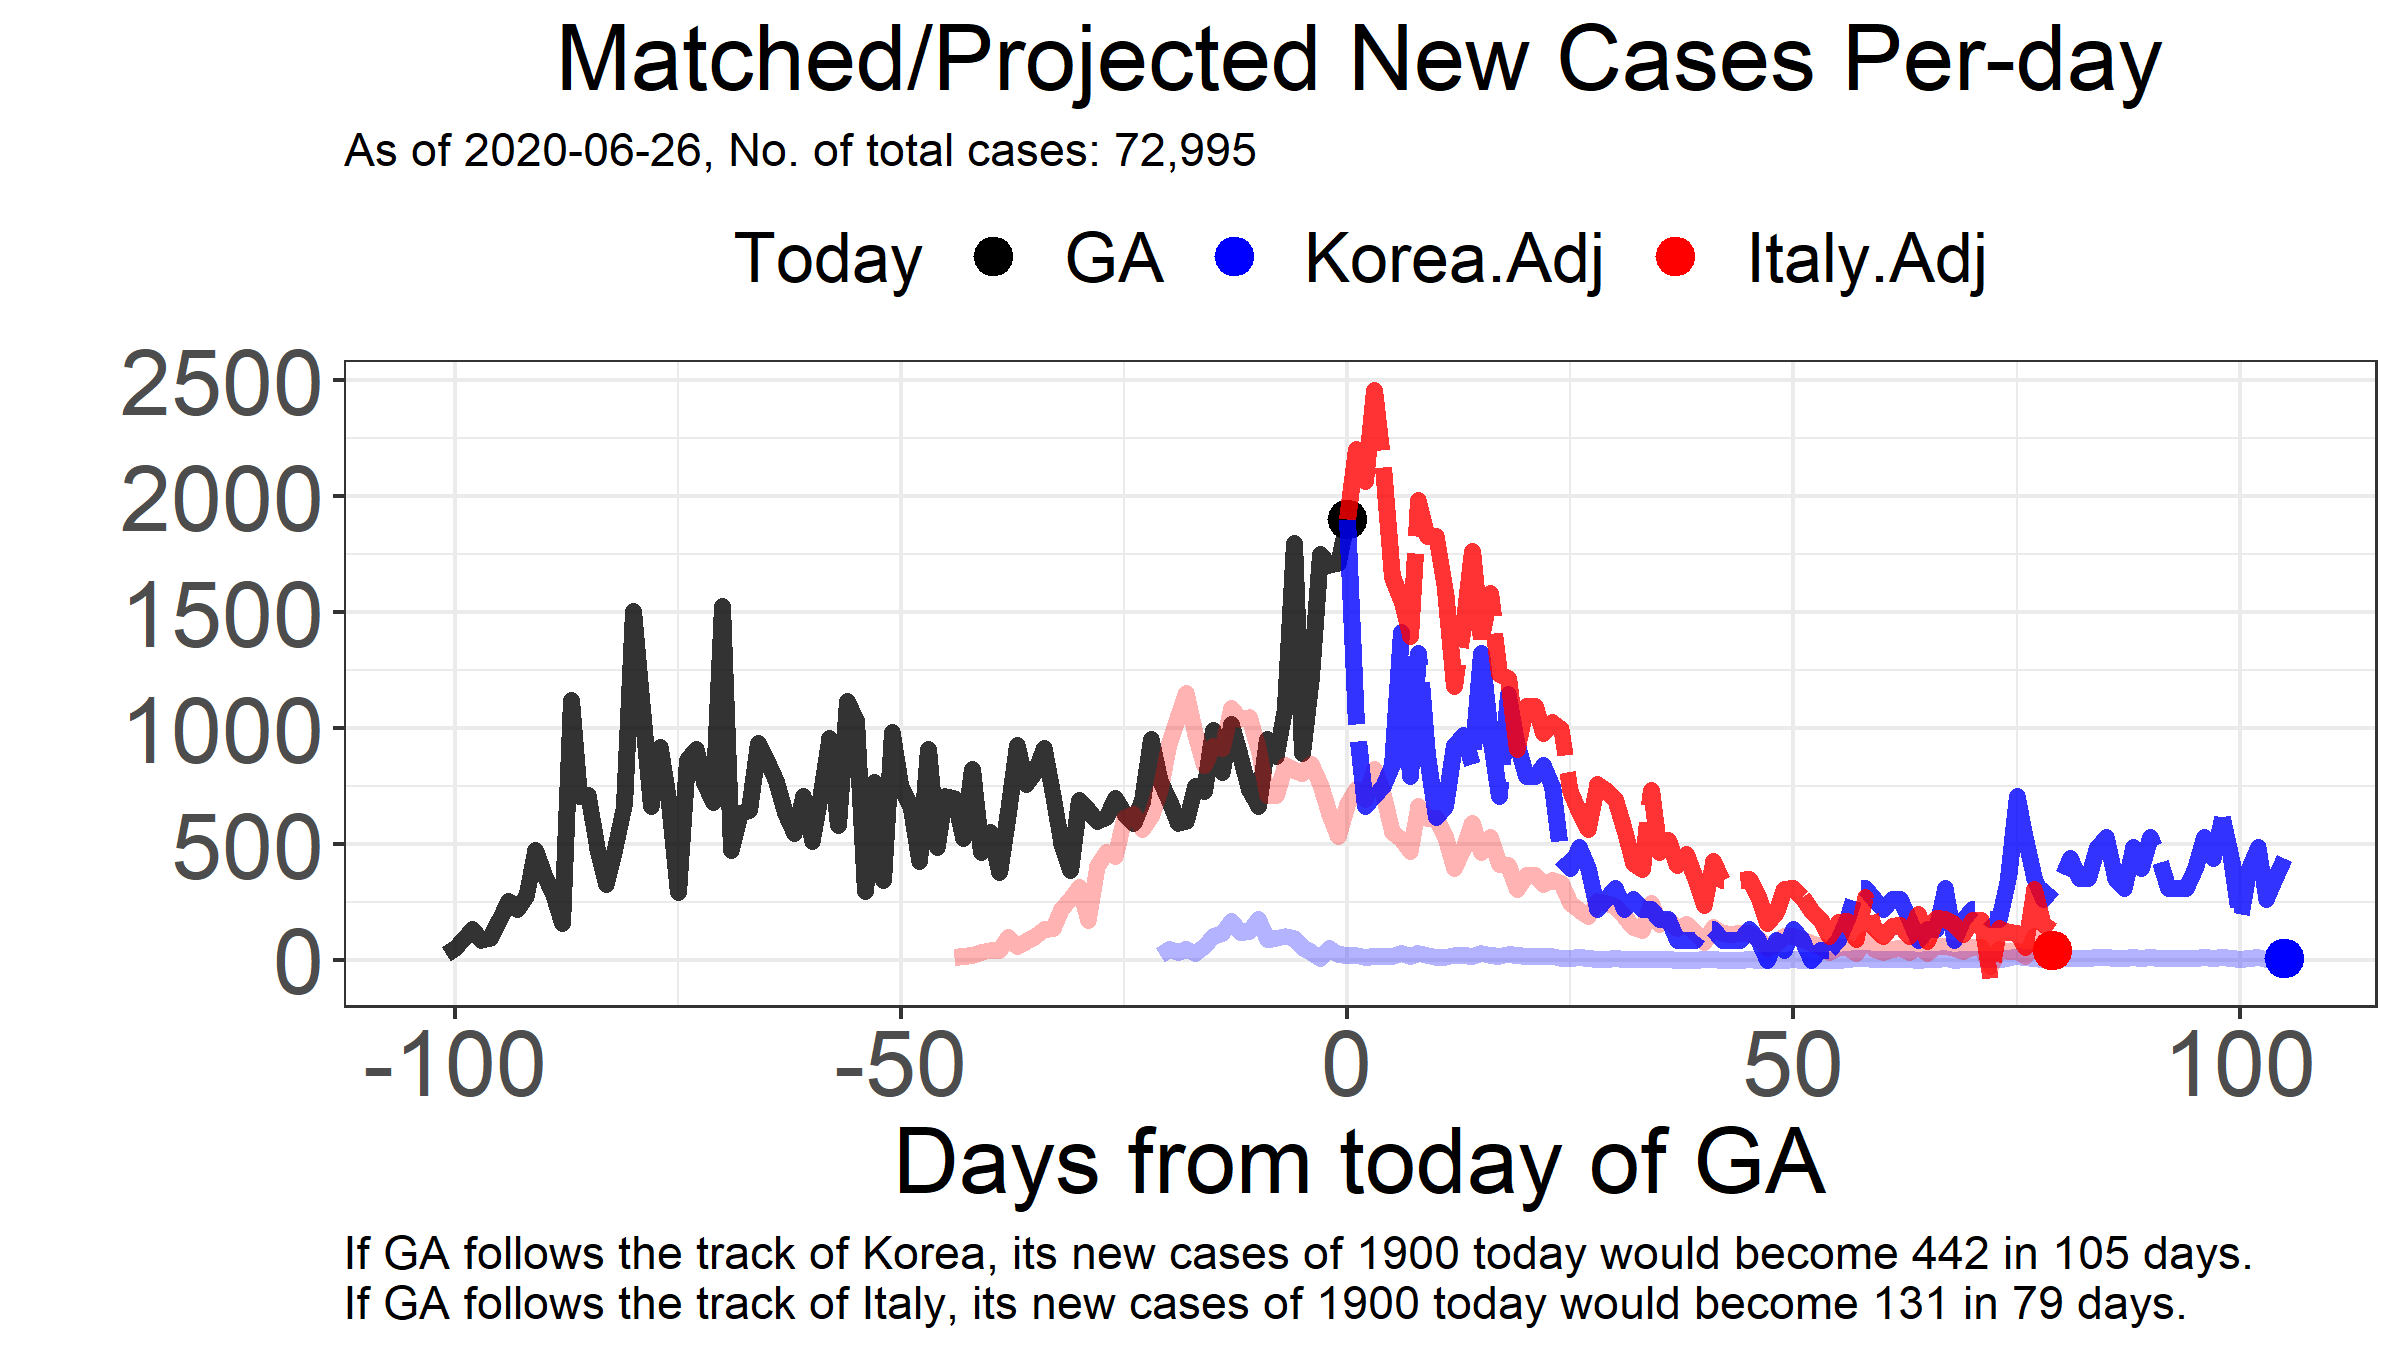 Matched/Projected New Cases Per-day
As of 2020-06-26, No. of total cases: 72,995
Today GA Korea.Adj Italy.Adj
2500
2000
1500
1000
500
0
-100 -50 0 50 100
Days from today of GA
If GA follows the track of Korea, its new cases of 1900 today would become 442 in 105 days.
If GA follows the track of Italy, its new cases of 1900 today would become 131 in 79 days.